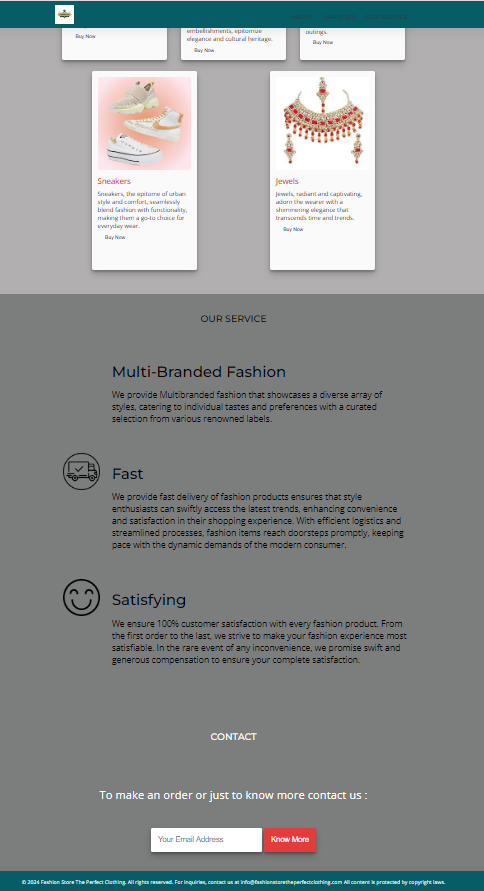 embellishments, epitomize
outings.
elegance and cultural heritage.
Buy Now
Buy Now
Buy Now
Sneakers
Sneakers, the epitome of urban
style and comfort, seamlessly
blend fashion with functionality,
making them a go-to choice for
everyday wear.
Buy Now
Jewels
Jewels, radiant and captivating,
adorn the wearer with a
shimmering elegance that
transcends time and trends.
Buy Now
OUR SERVICE
Multi-Branded Fashion
We provide Multibranded fashion that showcases a diverse array of
styles, catering to individual tastes and preferences with a curated
selection from various renowned labels.
Fast
We provide fast delivery of fashion products ensures that style
enthusiasts can swiftly access the latest trends, enhancing convenience
and satisfaction in their shopping experience. With efficient logistics and
streamlined processes, fashion items reach doorsteps promptly, keeping
pace with the dynamic demands of the modern consumer.
Satisfying
We ensure 100% customer satisfaction with every fashion product. From
the first order to the last, we strive to make your fashion experience most
satisfiable. In the rare event of any inconvenience, we promise swift and
generous compensation to ensure your complete satisfaction.
CONTACT
To make an order or just to know more contact us :
Your Email Address
Know More
© 2024 Fashion Store The Perfect Clothing. All rights reserved. For inquiries, contact us at info@fashionstoretheperfectclothing.com All content is protected by copyright laws.